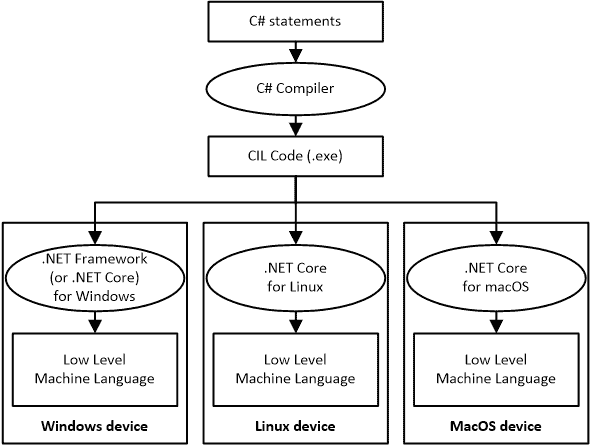 C# statements
C# Compiler
CIL Code (.exe)
.NET Framework
(or .NET Core)
for Windows
Low Level
Machine Language
Windows device
.NET Core
for Linux
Low Level
Machine Language
Linux device
.NET Core
for macOS
Low Level
Machine Language
MacOS device